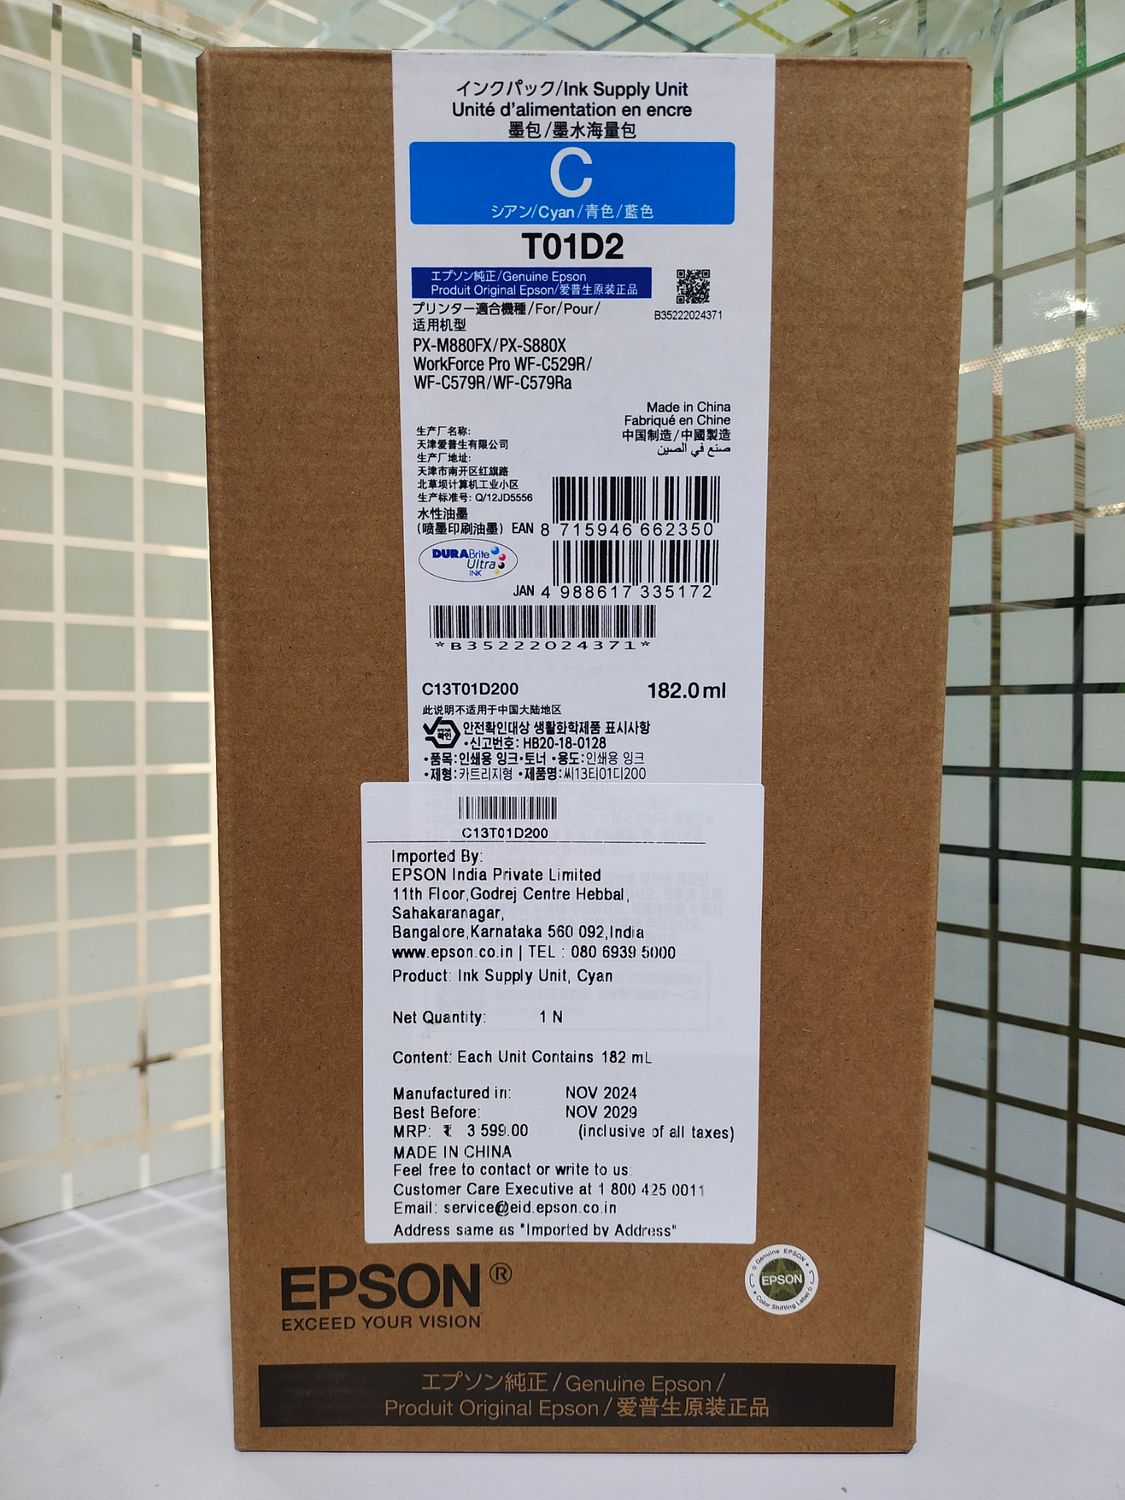 インクパック/Ink Supply Unit
Unité d'alimentation en encre
墨包/墨水海量包
C
シアン/Cyan/青色/藍色
T01D2
エプソン純正/Genuine Epson
Produit Original Epson/爱普生原装正品
B35222024371
プリンター適合機種/For/Pour/
适用机型
PX-M880FX/PX-S880X
WorkForce Pro WF-C529R/
WF-C579R/WF-C579Ra
Made in China
Fabriqué en Chine
中国制造/中國製造
صنع في الصين
生产厂名称:
天津爱普生有限公司
生产厂地址:
天津市南开区红旗路
北草坝计算机工业小区
生产标准号: Q/12JD5556
水性油墨
(喷墨印刷油墨) EAN 8 715946 662350
DURABrite
Ultra
INK
JAN 4 988617 335172
*B35222024371*
C13T01D200 182.0ml
此说明不适用于中国大陆地区
확인 안전확인대상 생활화학제품 표시사항
•신고번호: HB20-18-0128
•품목:인쇄용 잉크•토너 •용도:인쇄용 잉크
•제형:카트리지형 •제품명:씨13티01디200
C13T01D200
Imported By:
EPSON India Private Limited
11th Floor,Godrej Centre Hebbal,
Sahakaranagar,
Bangalore,Karnataka 560 092,India
www.epson.co.in | TEL : 080 6939 5000
Product: Ink Supply Unit, Cyan
Net Quantity: 1 N
Content: Each Unit Contains 182 mL
Manufactured in: NOV 2024
Best Before: NOV 2029
MRP: ₹ 3 599.00 (inclusive of all taxes)
MADE IN CHINA
Feel free to contact or write to us:
Customer Care Executive at 1 800 425 0011
Email: service@eid.epson.co.in
Address same as "Imported by Address"
EPSON®
EXCEED YOUR VISION
Genuine EPSON
EPSON
Color Shifting Label
エプソン純正/Genuine Epson/
Produit Original Epson/爱普生原装正品